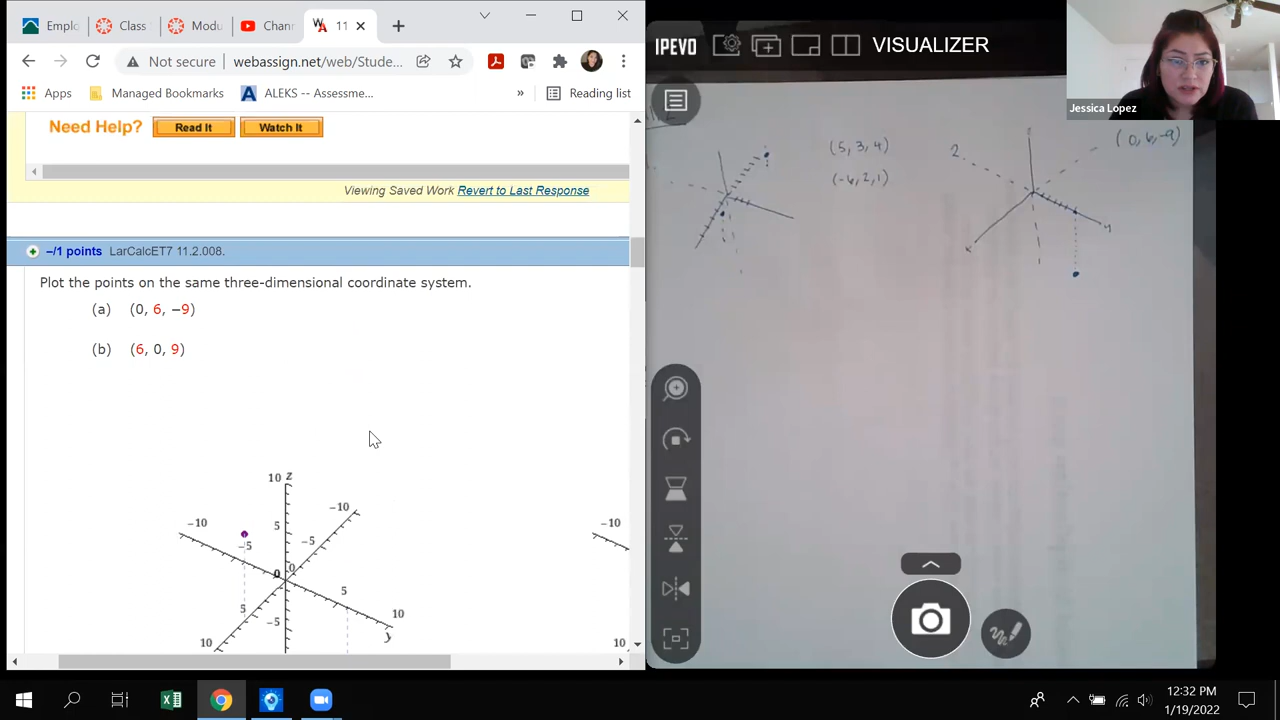 Emplo
Class
Modu
Chann
11
Not secure
webassign.net/web/Stude...
Apps
Managed Bookmarks
ALEKS -- Assessme...
»
Reading list
Need Help?
Read It
Watch It
Viewing Saved Work Revert to Last Response
–/1 points
LarCalcET7 11.2.008.
Plot the points on the same three-dimensional coordinate system.
(a) (0, 6, −9)
(b) (6, 0, 9)
10 z
−10
−10
5
−5
−5
0
0
5
5
−5
10
10
y
−10
10
IPEVO
VISUALIZER
Jessica Lopez
(5, 3, 4)
(-6, 2, 1)
2
(0, 6, -9)
x
y
12:32 PM
1/19/2022